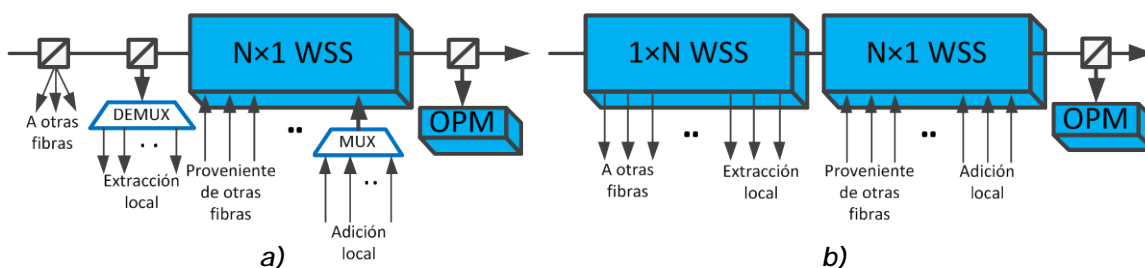 N×1 WSS
A otras
fibras
DEMUX
Extracción
local
Proveniente
de otras
fibras
..
MUX
Adición
local
OPM
a)
1×N WSS
A otras
fibras
..
Extracción
local
N×1 WSS
Proveniente
de otras
fibras
..
Adición
local
OPM
b)